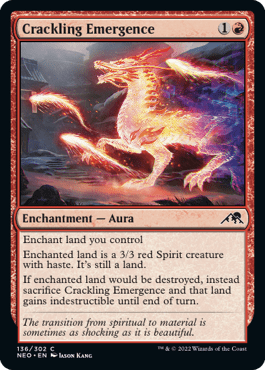 Crackling Emergence 1
Enchantment — Aura
Enchant land you control
Enchanted land is a 3/3 red Spirit creature
with haste. It's still a land.
If enchanted land would be destroyed, instead
sacrifice Crackling Emergence and that land
gains indestructible until end of turn.
The transition from spiritual to material is
sometimes as shocking as it is beautiful.
136/302 C
NEO • EN Iason Kang
™ & © 2022 Wizards of the Coast